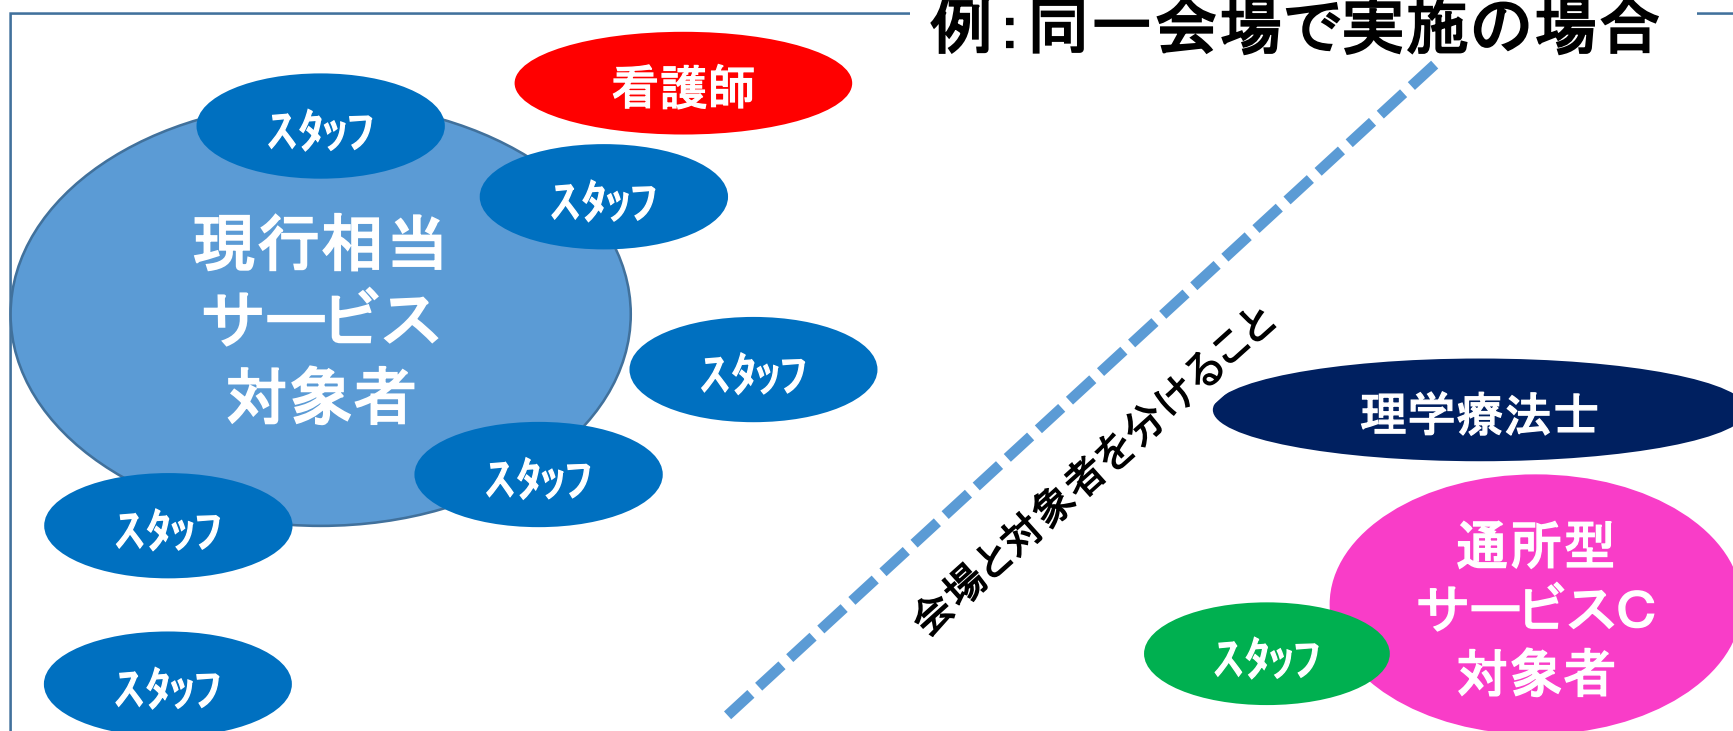 例：同一会場で実施の場合
看護師
スタッフ
スタッフ
現行相当
サービス
対象者
スタッフ
スタッフ
スタッフ
スタッフ
会場と対象者を分けること
理学療法士
通所型
サービスC
対象者
スタッフ